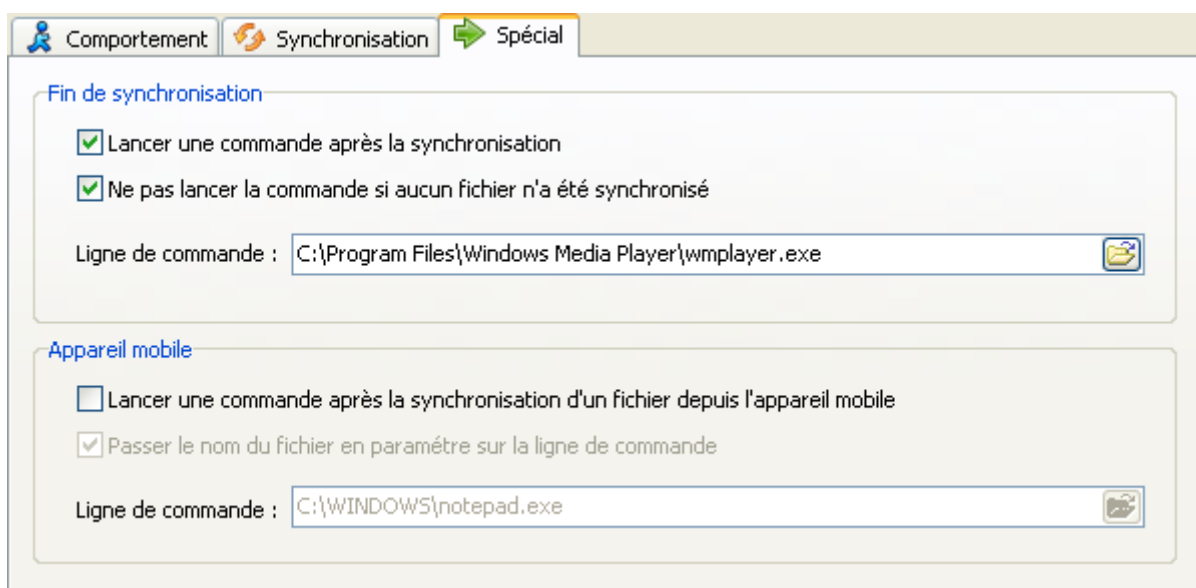 Comportement Synchronisation Spécial
Fin de synchronisation
Lancer une commande après la synchronisation
Ne pas lancer la commande si aucun fichier n'a été synchronisé
Ligne de commande : C:\Program Files\Windows Media Player\wmplayer.exe
Appareil mobile
Lancer une commande après la synchronisation d'un fichier depuis l'appareil mobile
Passer le nom du fichier en paramétre sur la ligne de commande
Ligne de commande : C:\WINDOWS\notepad.exe